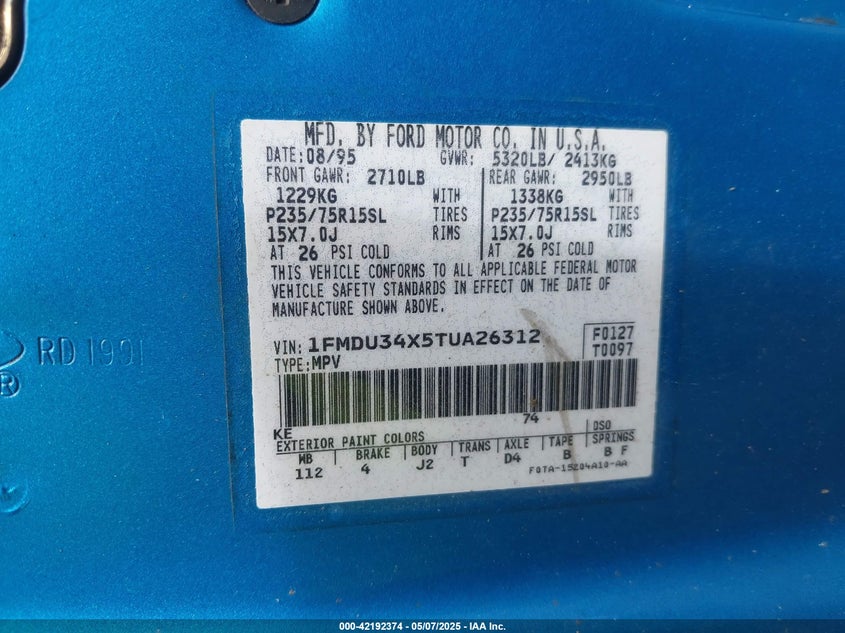 MFD. BY FORD MOTOR CO. IN U.S.A.
DATE: 08/95 GVWR: 5320LB/ 2413KG
FRONT GAWR: 2710LB REAR GAWR: 2950LB
1229KG WITH 1338KG WITH
P235/75R15SL TIRES P235/75R15SL TIRES
15X7.0J RIMS 15X7.0J RIMS
AT 26 PSI COLD AT 26 PSI COLD
THIS VEHICLE CONFORMS TO ALL APPLICABLE FEDERAL MOTOR
VEHICLE SAFETY STANDARDS IN EFFECT ON THE DATE OF
MANUFACTURE SHOWN ABOVE.
VIN: 1FMDU34X5TUA26312 F0127
TYPE: MPV T0097
RD 1991
®
74
KE DSO
EXTERIOR PAINT COLORS
WB BRAKE BODY TRANS AXLE TAPE SPRINGS
112 4 J2 T D4 B B F
F0TA-15204A10-AA
000-42192374 | 05/07/2025 - IAA Inc.